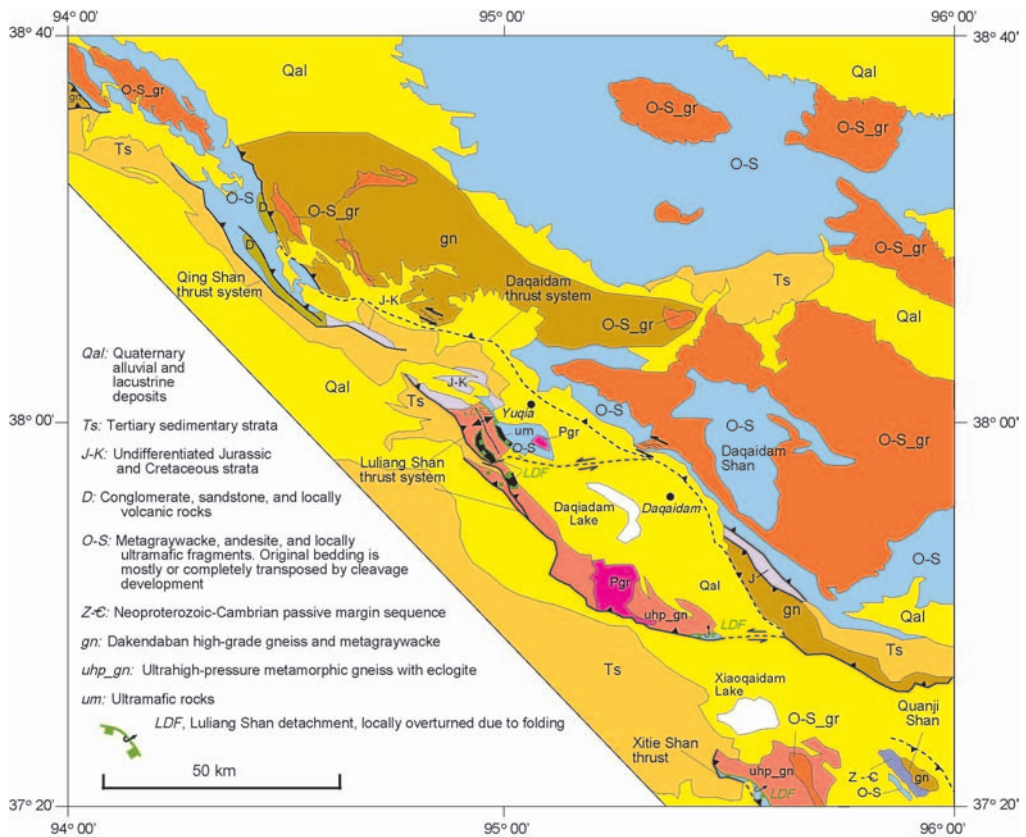 94° 00'
95° 00'
96° 00'
38° 40'
38° 40'
Qal
Qal
gn
O-S_gr
O-S_gr
O-S_gr
Ts
O-S
O-S
D
O-S_gr
gn
O-S_gr
D
Qing Shan
thrust system
Daqaidam
thrust system
Ts
J-K
O-S_gr
Qal
Qal: Quaternary
alluvial and
lacustrine
deposits
Qal
J-K
Ts
38° 00'
38° 00'
LDF
Yuqia
um
Pgr
O-S
O-S
O-S
Daqaidam
Shan
O-S_gr
Ts: Tertiary sedimentary strata
J-K: Undifferentiated Jurassic
and Cretaceous strata
Luliang Shan
thrust system
LDF
Daqiadam
Lake
Daqaidam
D: Conglomerate, sandstone, and locally
volcanic rocks
O-S: Metagraywacke, andesite, and locally
ultramafic fragments. Original bedding is
mostly or completely transposed by cleavage
development
O-S
J
Pgr
Qal
gn
Qal
uhp_gn
LDF
Z-Є: Neoproterozoic-Cambrian passive margin sequence
gn: Dakendaban high-grade gneiss and metagraywacke
uhp_gn: Ultrahigh-pressure metamorphic gneiss with eclogite
um: Ultramafic rocks
LDF, Luliang Shan detachment, locally overturned due to folding
Ts
Ts
Xiaoqaidam
Lake
Quanji
Shan
O-S_gr
Xitie Shan
thrust
uhp_gn
LDF
Z-Є
gn
O-S
50 km
37° 20'
37° 20'
94° 00'
95° 00'
96° 00'